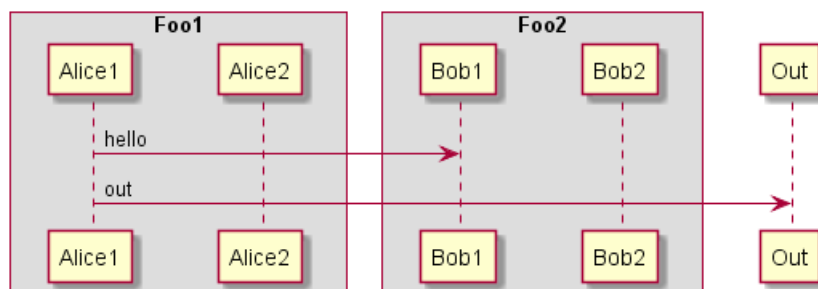 Foo1 Foo2
Alice1 Alice2 Bob1 Bob2 Out
hello
out
Alice1 Alice2 Bob1 Bob2 Out